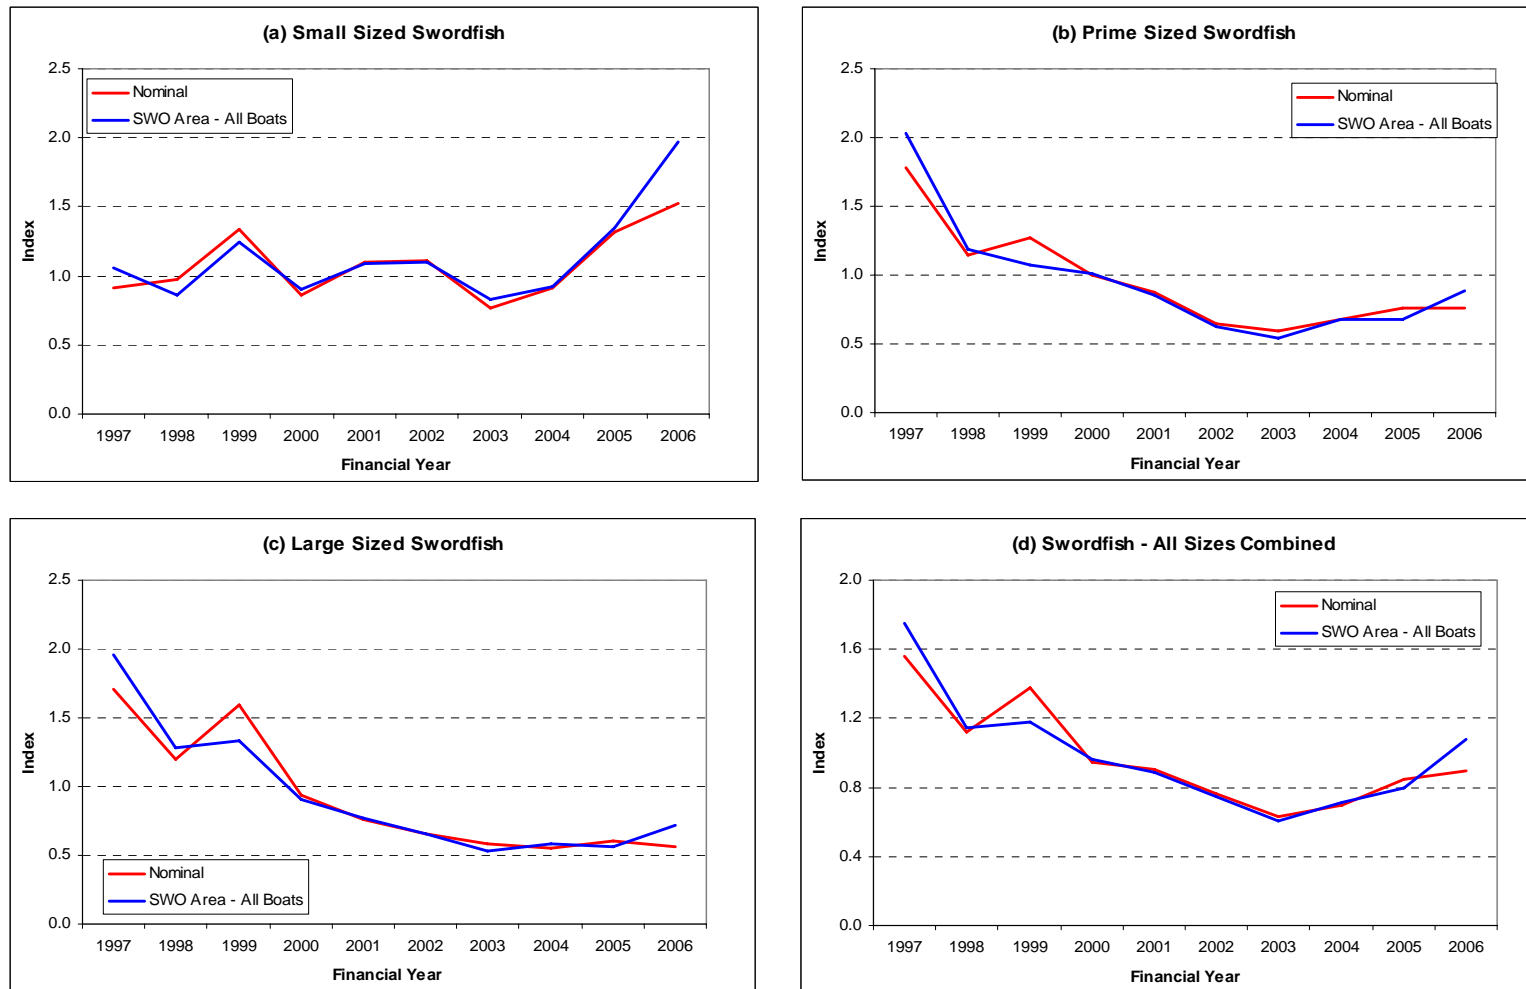 (a) Small Sized Swordfish
2.5
2.0
1.5
1.0
0.5
0.0
Index
Nominal
SWO Area - All Boats
1997 1998 1999 2000 2001 2002 2003 2004 2005 2006
Financial Year
(b) Prime Sized Swordfish
2.5
2.0
1.5
1.0
0.5
0.0
Index
Nominal
SWO Area - All Boats
1997 1998 1999 2000 2001 2002 2003 2004 2005 2006
Financial Year
(c) Large Sized Swordfish
2.5
2.0
1.5
1.0
0.5
0.0
Index
Nominal
SWO Area - All Boats
1997 1998 1999 2000 2001 2002 2003 2004 2005 2006
Financial Year
(d) Swordfish - All Sizes Combined
2.0
1.6
1.2
0.8
0.4
0.0
Index
Nominal
SWO Area - All Boats
1997 1998 1999 2000 2001 2002 2003 2004 2005 2006
Financial Year